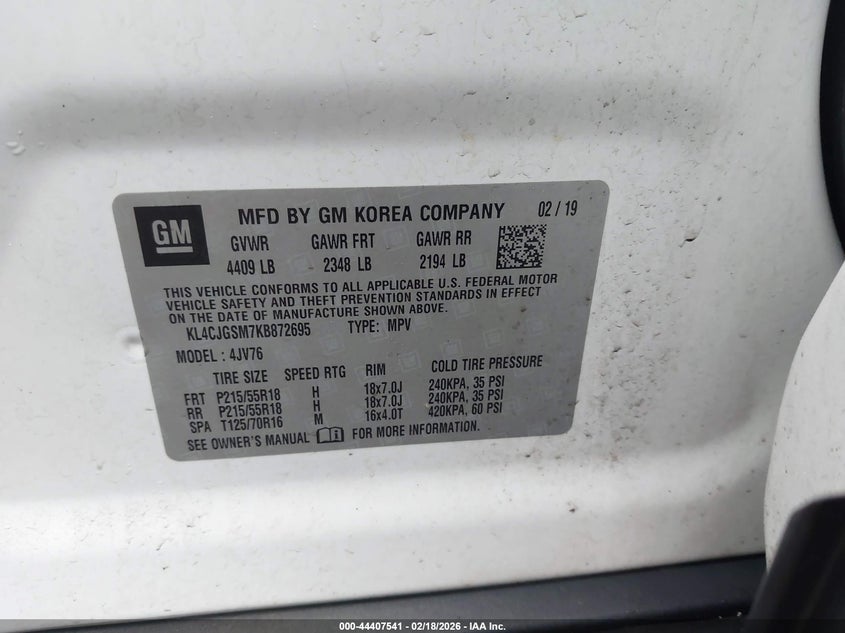 GM
MFD BY GM KOREA COMPANY 02 / 19
GVWR GAWR FRT GAWR RR
4409 LB 2348 LB 2194 LB
THIS VEHICLE CONFORMS TO ALL APPLICABLE U.S. FEDERAL MOTOR
VEHICLE SAFETY AND THEFT PREVENTION STANDARDS IN EFFECT
ON THE DATE OF MANUFACTURE SHOWN ABOVE.
KL4CJGSM7KB872695 TYPE: MPV
MODEL : 4JV76
TIRE SIZE SPEED RTG RIM COLD TIRE PRESSURE
FRT P215/55R18 H 18x7.0J 240KPA, 35 PSI
RR P215/55R18 H 18x7.0J 240KPA, 35 PSI
SPA T125/70R16 M 16x4.0T 420KPA, 60 PSI
SEE OWNER'S MANUAL FOR MORE INFORMATION.
000-44407541 | 02/18/2026 | IAA Inc.